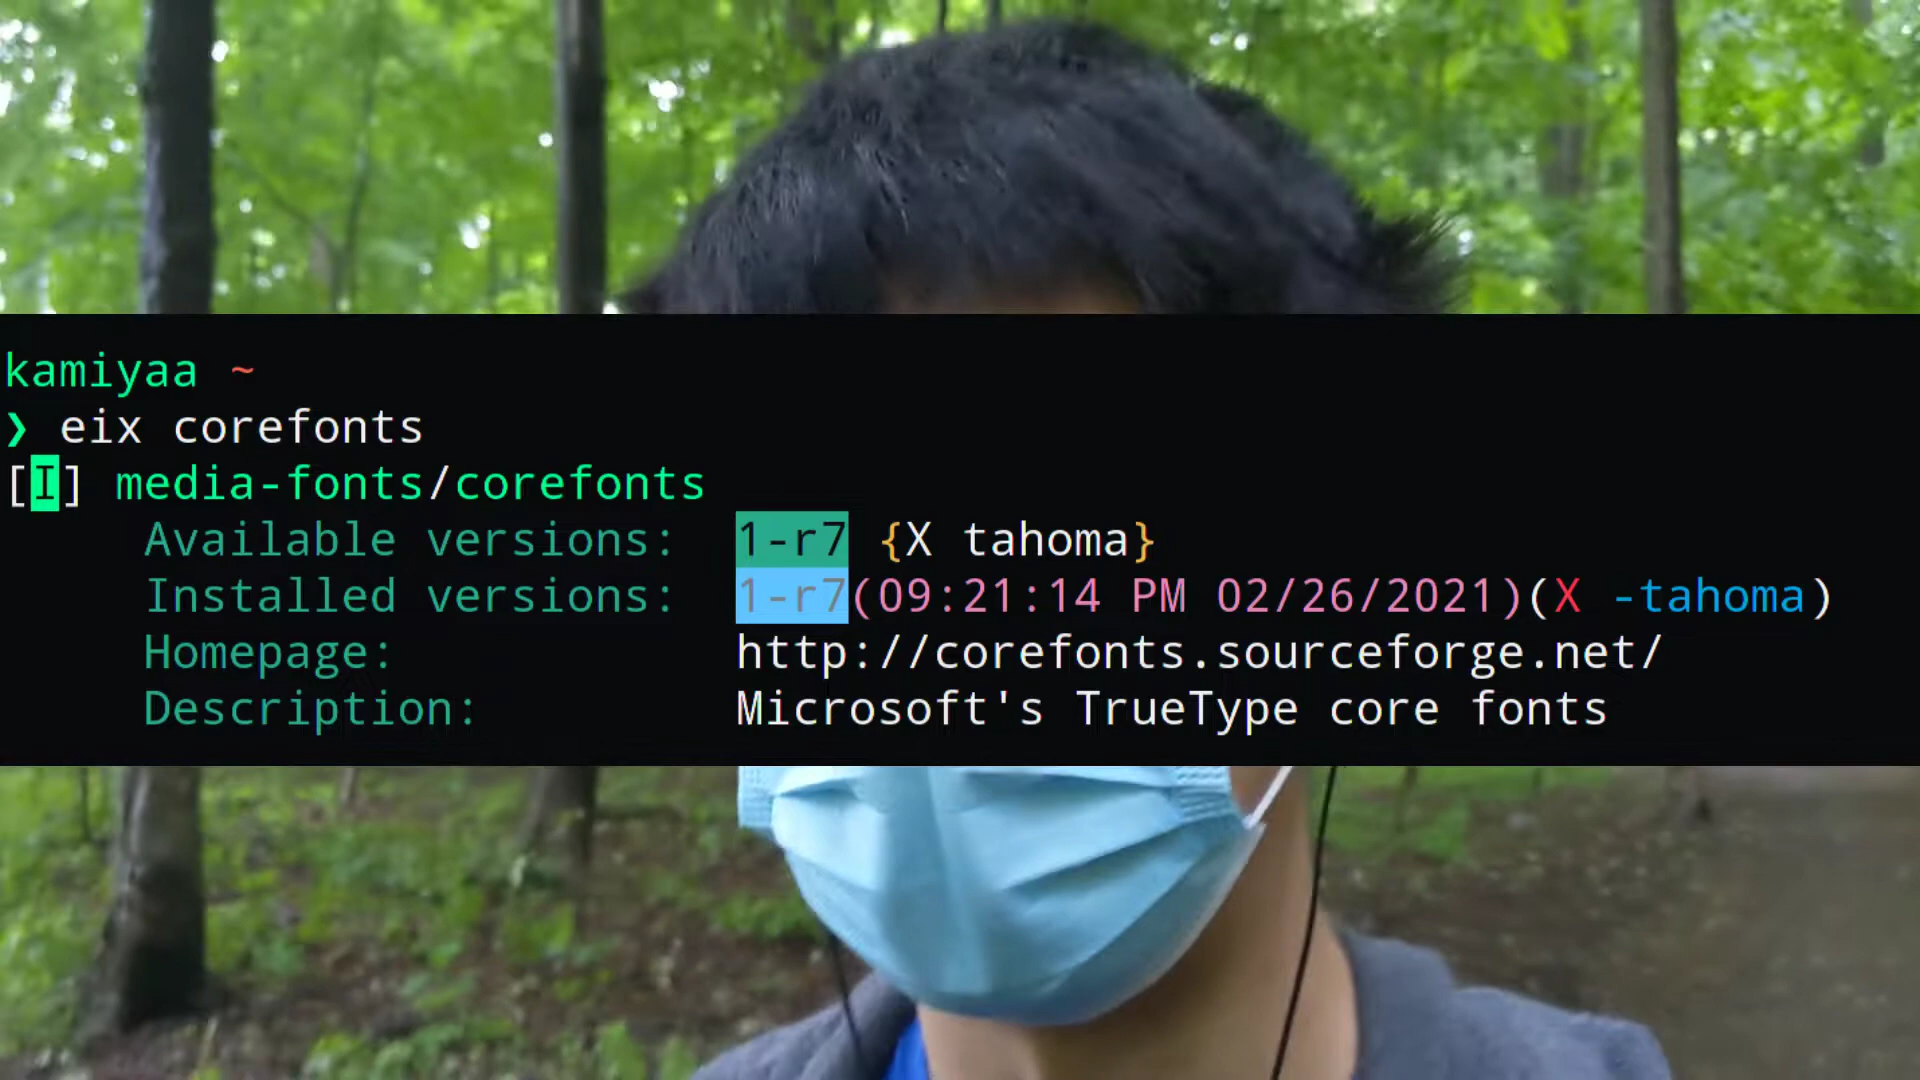 kamiyaa ~
❯ eix corefonts
[I] media-fonts/corefonts
Available versions: 1-r7 {X tahoma}
Installed versions: 1-r7(09:21:14 PM 02/26/2021)(X -tahoma)
Homepage: http://corefonts.sourceforge.net/
Description: Microsoft's TrueType core fonts